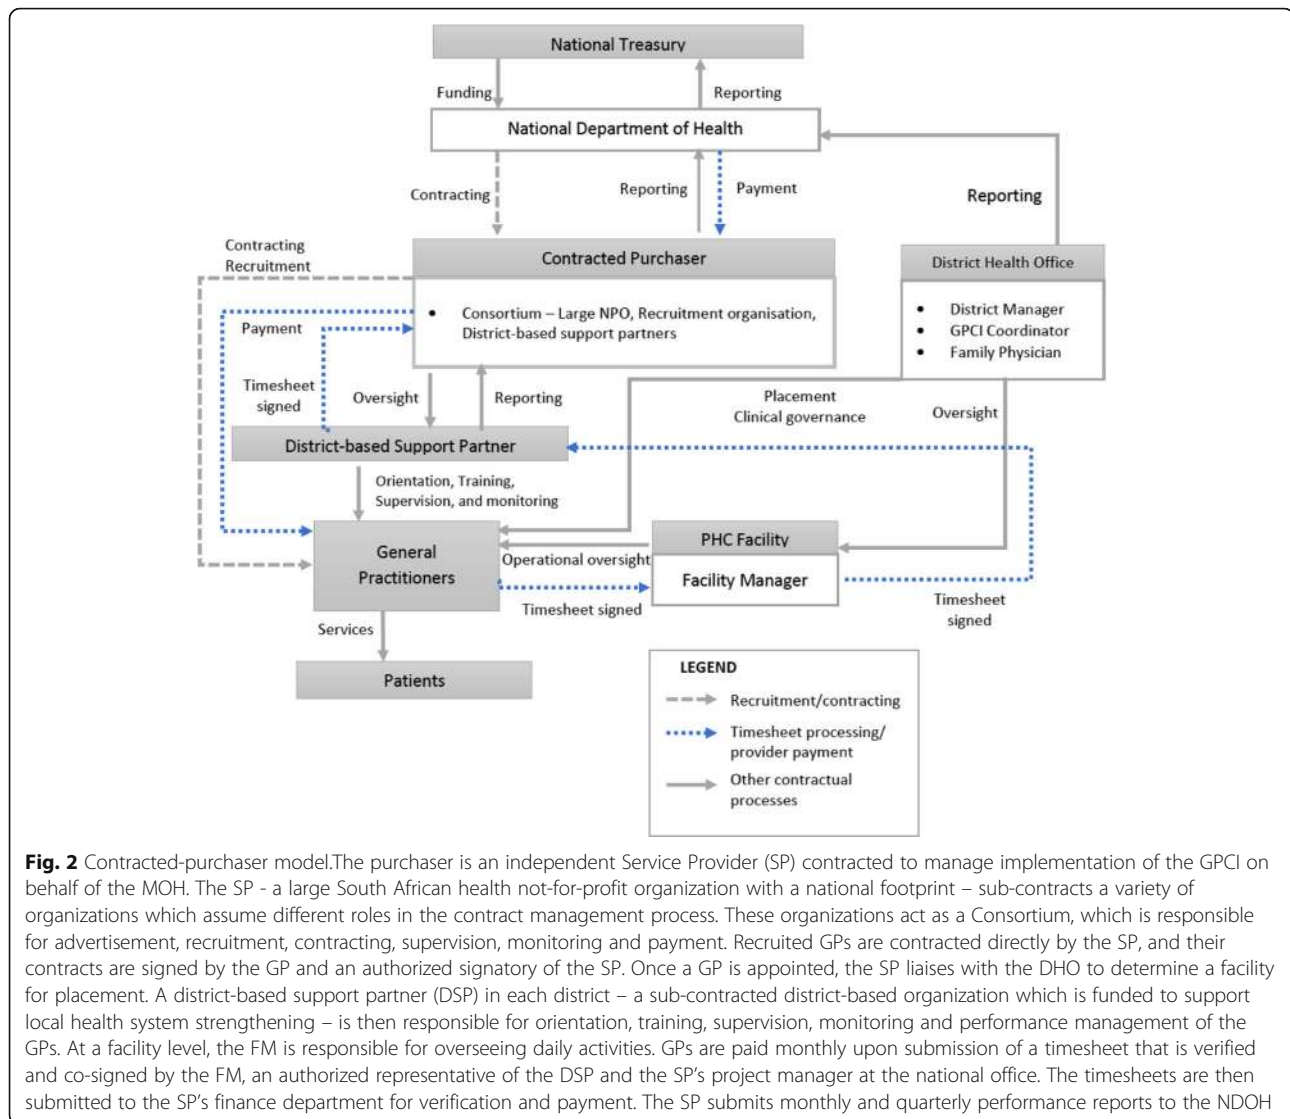 National Treasury
Funding
Reporting
National Department of Health
Contracting
Reporting
Payment
Reporting
Contracting
Recruitment
Contracted Purchaser
District Health Office
• Consortium – Large NPO, Recruitment organisation,
District-based support partners
• District Manager
• GPCI Coordinator
• Family Physician
Payment
Timesheet
signed
Oversight
Reporting
Placement
Clinical governance
Oversight
District-based Support Partner
Orientation, Training,
Supervision, and monitoring
General
Practitioners
Operational oversight
PHC Facility
Facility Manager
Timesheet signed
Timesheet
signed
Services
Patients
LEGEND
Recruitment/contracting
Timesheet processing/
provider payment
Other contractual
processes
Fig. 2 Contracted-purchaser model.The purchaser is an independent Service Provider (SP) contracted to manage implementation of the GPCI on
behalf of the MOH. The SP - a large South African health not-for-profit organization with a national footprint – sub-contracts a variety of
organizations which assume different roles in the contract management process. These organizations act as a Consortium, which is responsible
for advertisement, recruitment, contracting, supervision, monitoring and payment. Recruited GPs are contracted directly by the SP, and their
contracts are signed by the GP and an authorized signatory of the SP. Once a GP is appointed, the SP liaises with the DHO to determine a facility
for placement. A district-based support partner (DSP) in each district – a sub-contracted district-based organization which is funded to support
local health system strengthening – is then responsible for orientation, training, supervision, monitoring and performance management of the
GPs. At a facility level, the FM is responsible for overseeing daily activities. GPs are paid monthly upon submission of a timesheet that is verified
and co-signed by the FM, an authorized representative of the DSP and the SP's project manager at the national office. The timesheets are then
submitted to the SP's finance department for verification and payment. The SP submits monthly and quarterly performance reports to the NDOH